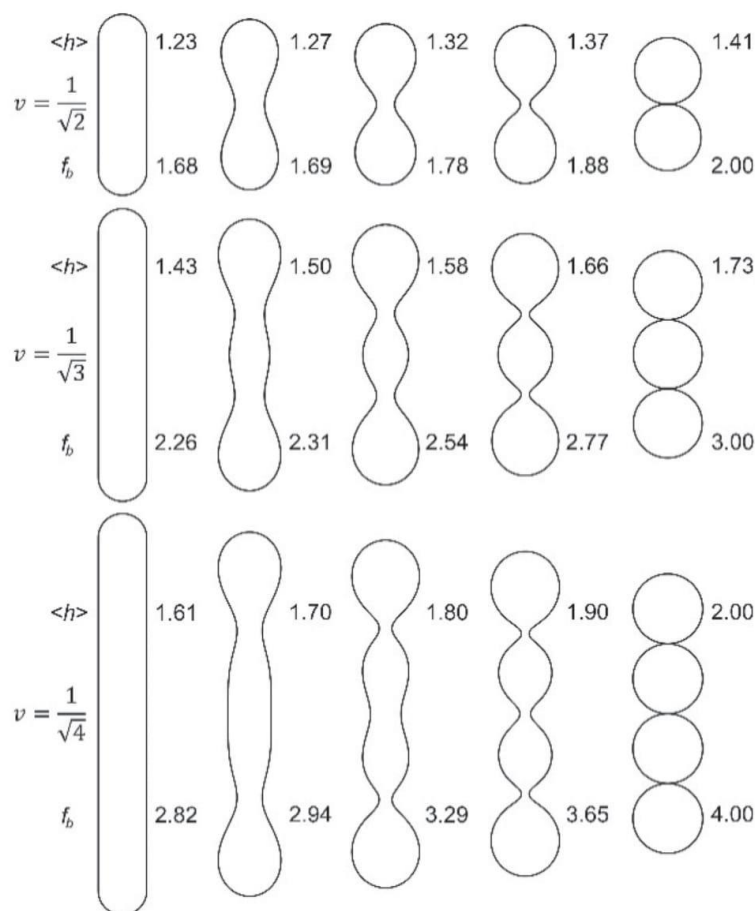 <h> 1.23 1.27 1.32 1.37 1.41
v = 1/√2
f_b 1.68 1.69 1.78 1.88 2.00
<h> 1.43 1.50 1.58 1.66 1.73
v = 1/√3
f_b 2.26 2.31 2.54 2.77 3.00
<h> 1.61 1.70 1.80 1.90 2.00
v = 1/√4
f_b 2.82 2.94 3.29 3.65 4.00